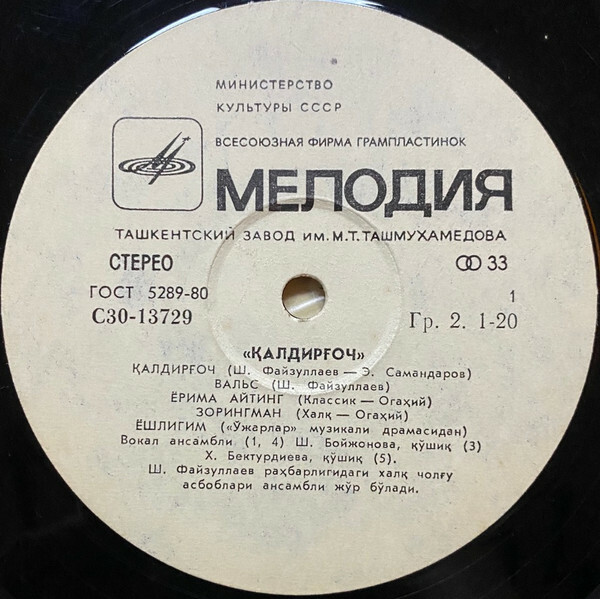 МИНИСТЕРСТВО
КУЛЬТУРЫ СССР
ВСЕСОЮЗНАЯ ФИРМА ГРАМПЛАСТИНОК
МЕЛОДИЯ
ТАШКЕНТСКИЙ ЗАВОД ИМ. М.Т. ТАШМУХАМЕДОВА
СТЕРЕО 33
ГОСТ 5289-80 1
С30-13729 Гр. 2. 1-20
«ҚАЛДИРҒОЧ»
ҚАЛДИРҒОЧ (Ш. Файзуллаев — Э. Самандаров)
ВАЛЬС (Ш. Файзуллаев)
ЁРИМА АЙТИНГ (Классик — Огаҳий)
ЗОРИНГМАН (Халқ — Огаҳий)
ЁШЛИГИМ («Ўжарлар» музикали драмасидан)
Вокал ансамбли (1, 4) Ш. Бойжонова, қўшиқ (3)
Х. Бектурдиева, қўшиқ (5).
Ш. Файзуллаев раҳбарлигидаги халқ чолғу
асбоблари ансамбли жўр бўлади.